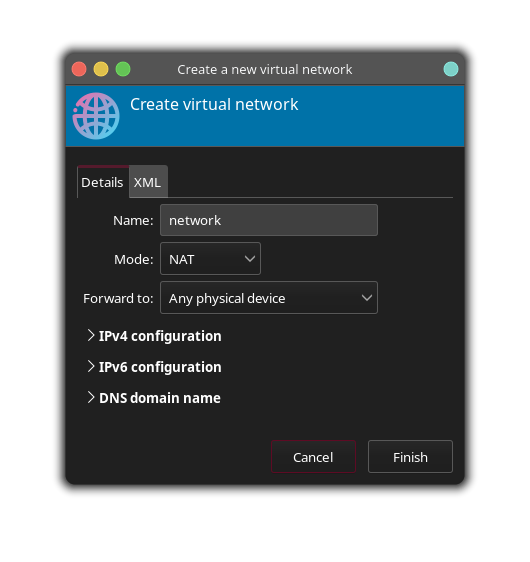 Create a new virtual network
Create virtual network
Details XML
Name: network
Mode: NAT
Forward to: Any physical device
IPv4 configuration
IPv6 configuration
DNS domain name
Cancel Finish